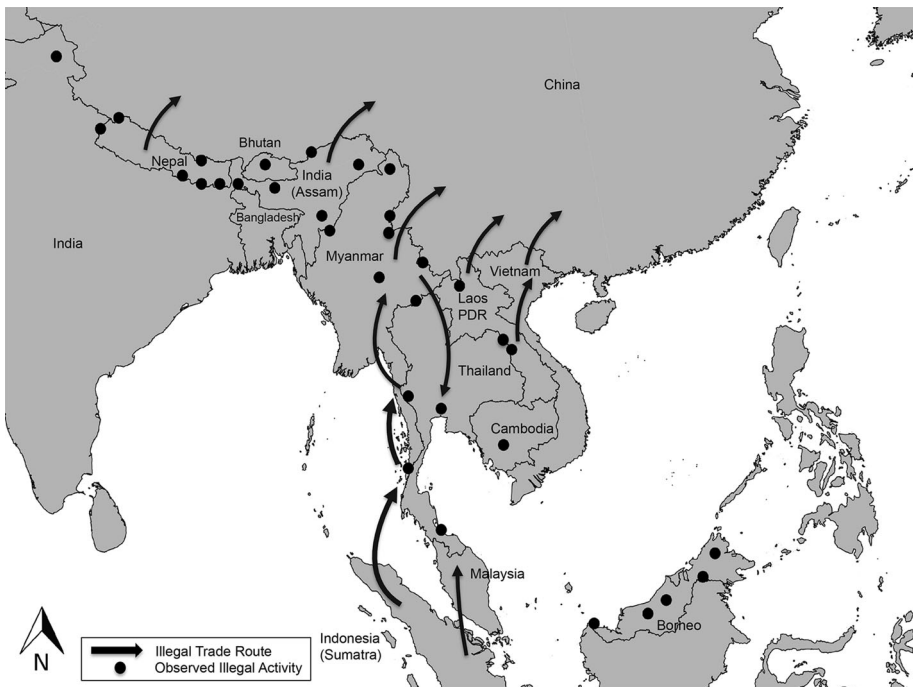 China
Bhutan
Nepal
India
(Assam)
Bangladesh
India
Myanmar
Vietnam
Laos
PDR
Thailand
Cambodia
Malaysia
Borneo
Indonesia
(Sumatra)
N
Illegal Trade Route
Observed Illegal Activity